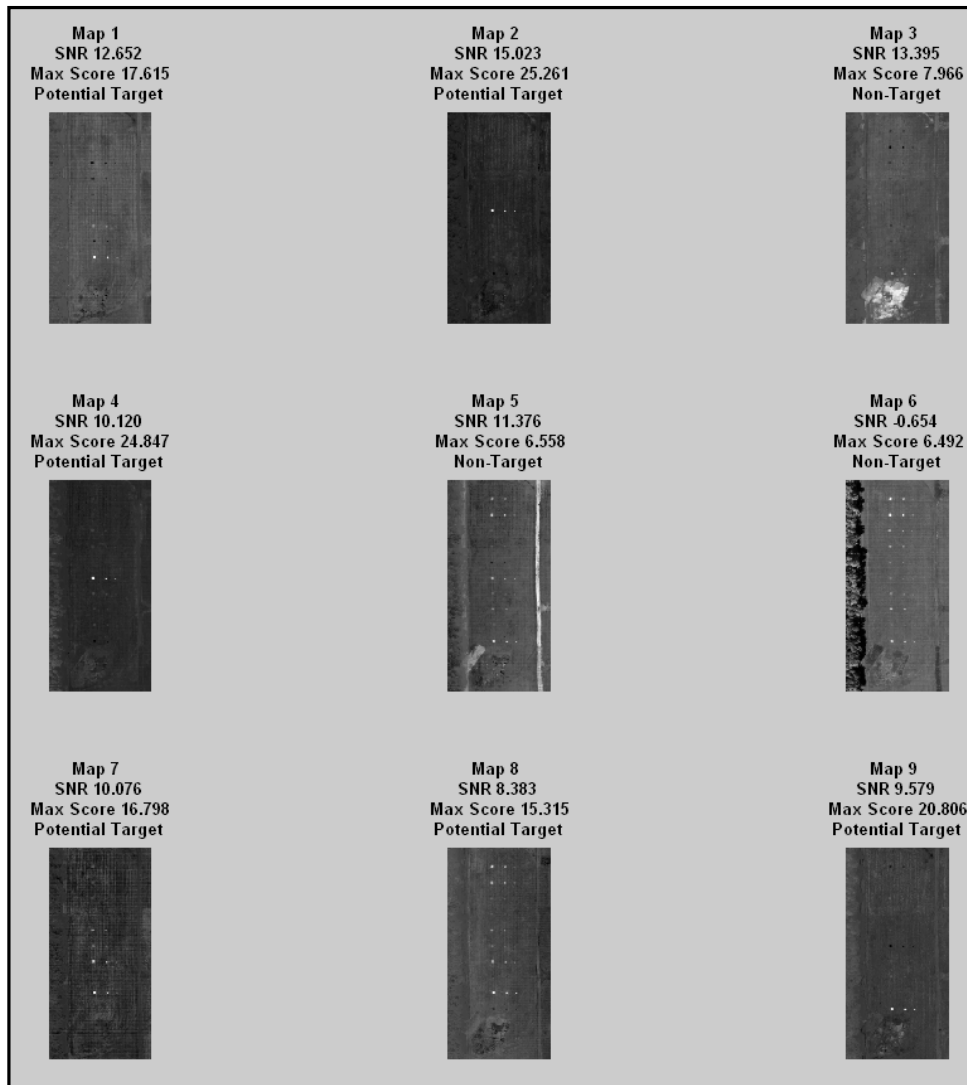 Map 1
SNR 12.652
Max Score 17.615
Potential Target
Map 2
SNR 15.023
Max Score 25.261
Potential Target
Map 3
SNR 13.395
Max Score 7.966
Non-Target
Map 4
SNR 10.120
Max Score 24.847
Potential Target
Map 5
SNR 11.376
Max Score 6.558
Non-Target
Map 6
SNR -0.654
Max Score 6.492
Non-Target
Map 7
SNR 10.076
Max Score 16.798
Potential Target
Map 8
SNR 8.383
Max Score 15.315
Potential Target
Map 9
SNR 9.579
Max Score 20.806
Potential Target